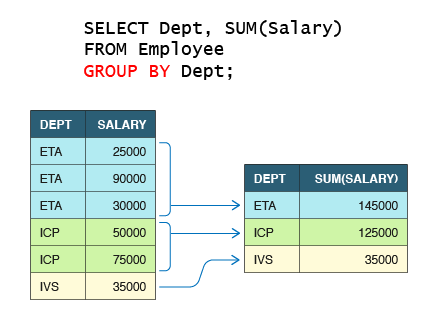 SELECT Dept, SUM(Salary)
FROM Employee
GROUP BY Dept;
DEPT SALARY
ETA 25000
ETA 90000
ETA 30000
ICP 50000
ICP 75000
IVS 35000
DEPT SUM(SALARY)
ETA 145000
ICP 125000
IVS 35000